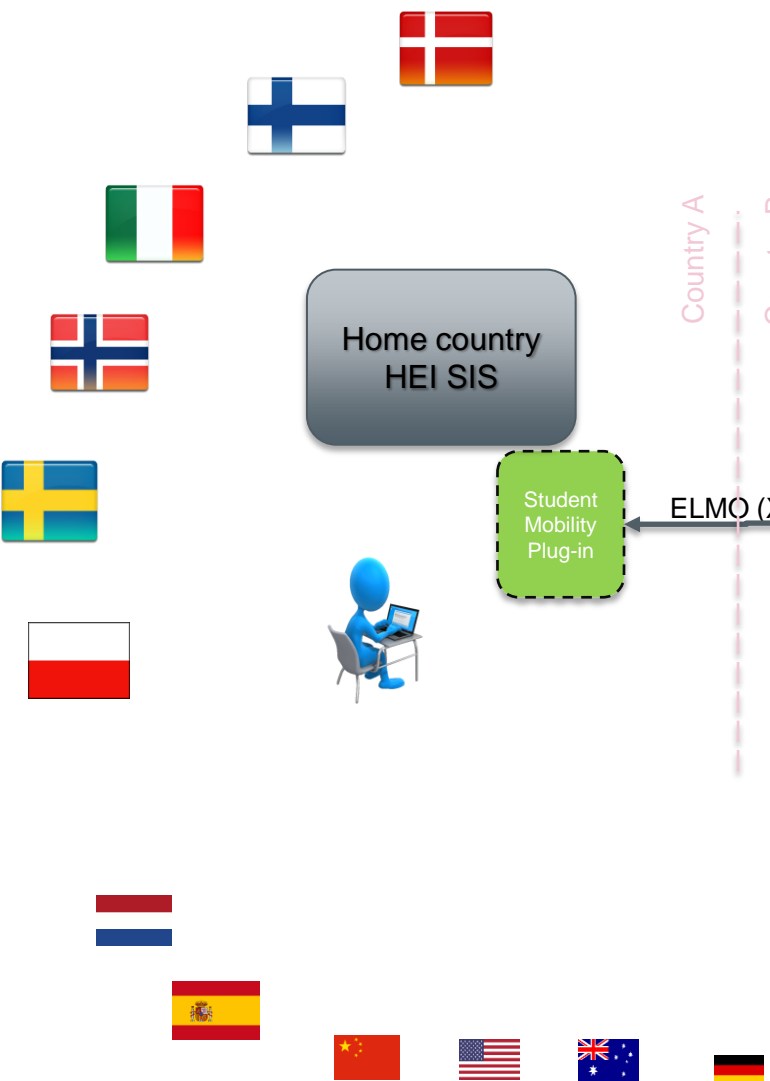 Country A
Home country
HEI SIS
Student
Mobility
Plug-in
ELMO (